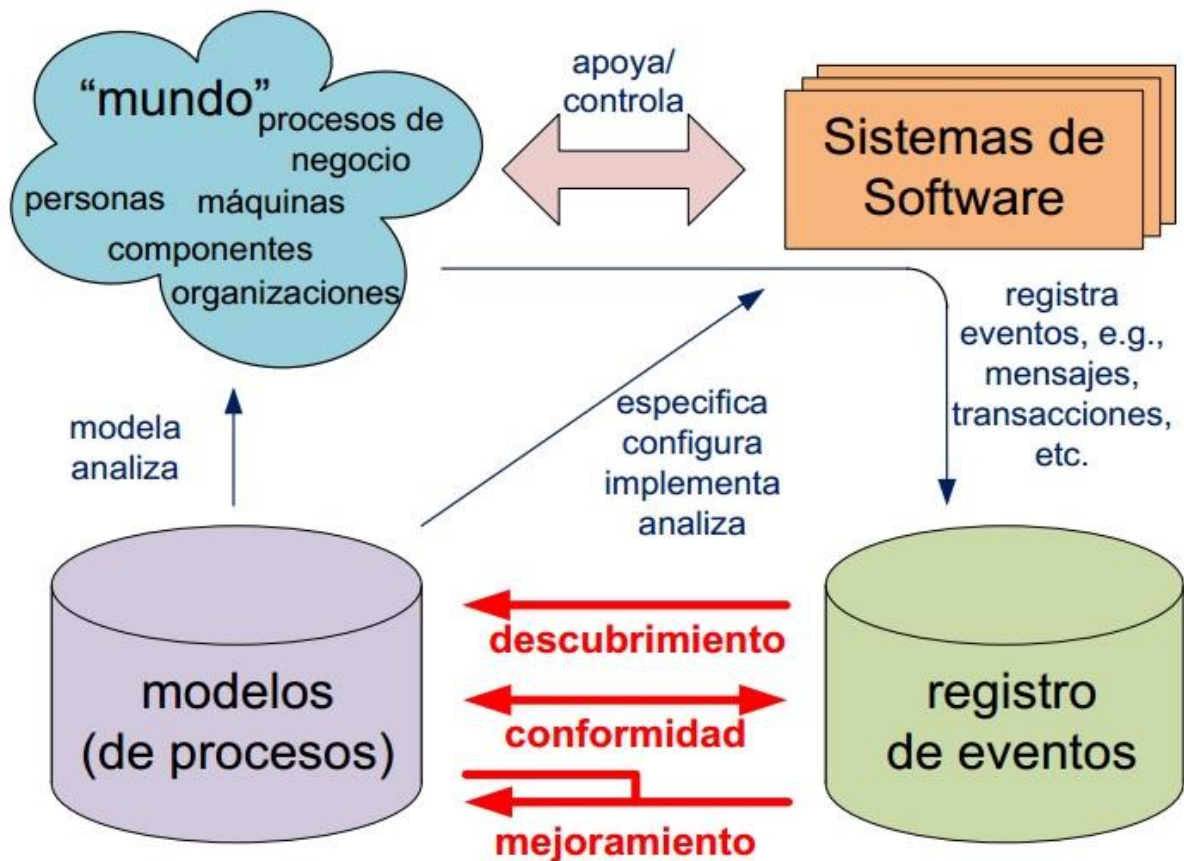 “mundo”
procesos de
negocio
personas
máquinas
componentes
organizaciones
apoya/
controla
Sistemas de
Software
modela
analiza
especifica
configura
implementa
analiza
registra
eventos, e.g.,
mensajes,
transacciones,
etc.
modelos
(de procesos)
descubrimiento
conformidad
mejoramiento
registro
de eventos